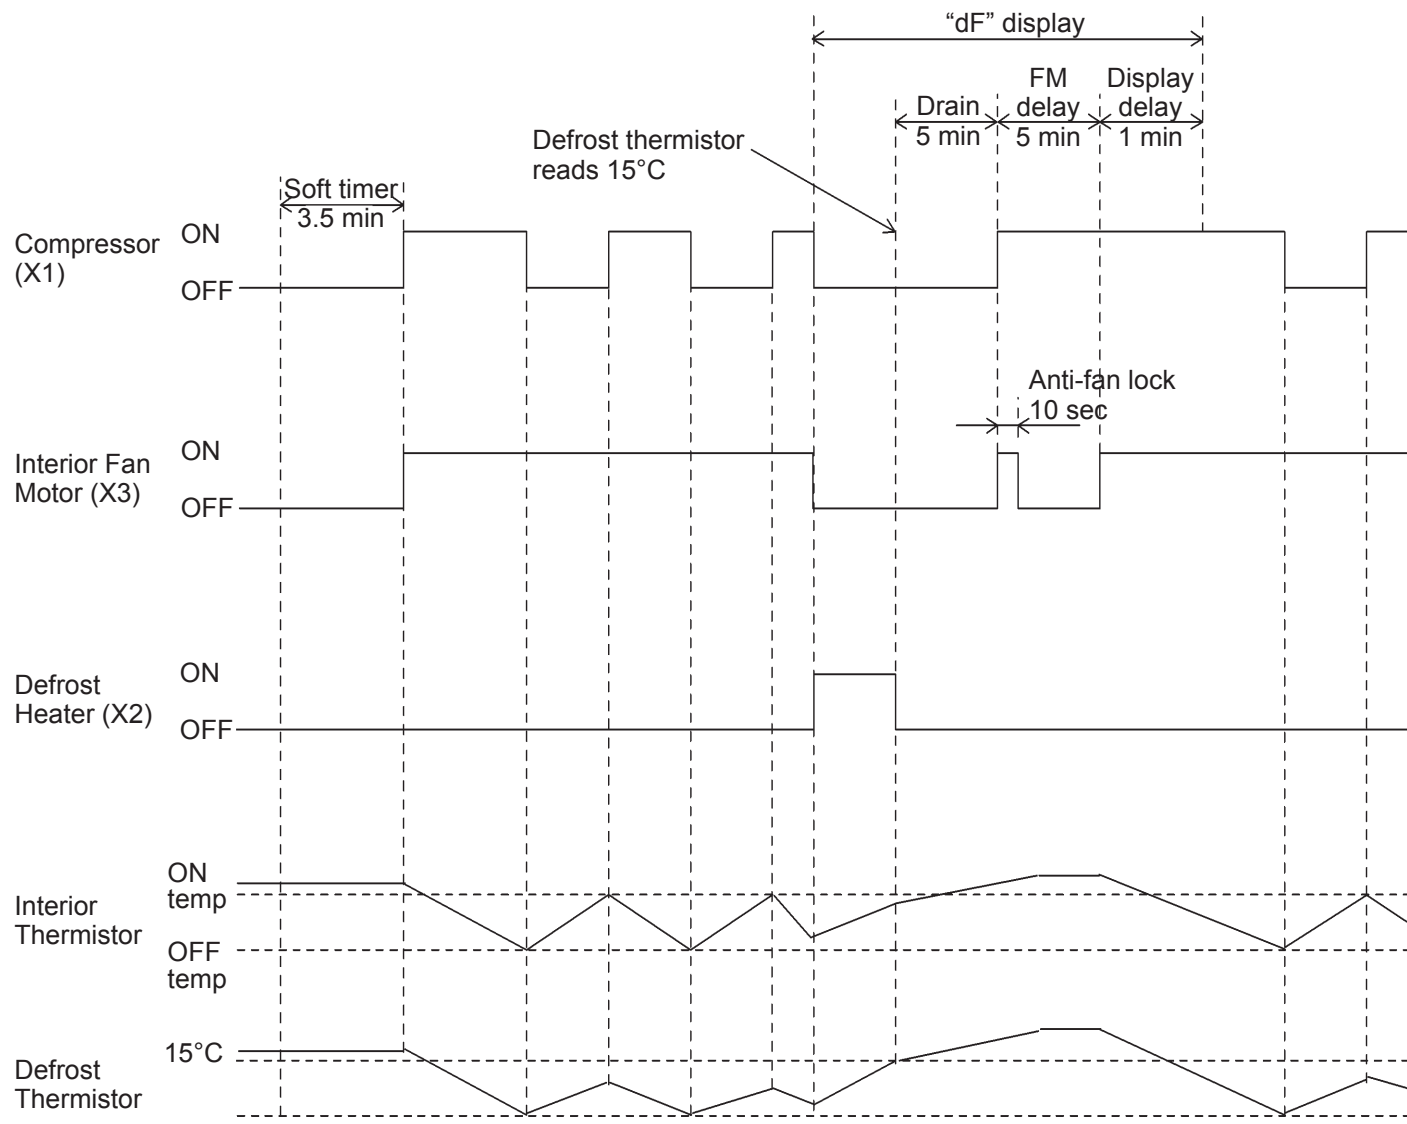 “dF” display
FM
delay
5 min
Display
delay
1 min
Drain
5 min
Defrost thermistor
reads 15°C
Soft timer
3.5 min
Compressor
(X1)
ON
OFF
Anti-fan lock
10 sec
Interior Fan
Motor (X3)
ON
OFF
Defrost
Heater (X2)
ON
OFF
Interior
Thermistor
ON
temp
OFF
temp
Defrost
Thermistor
15°C